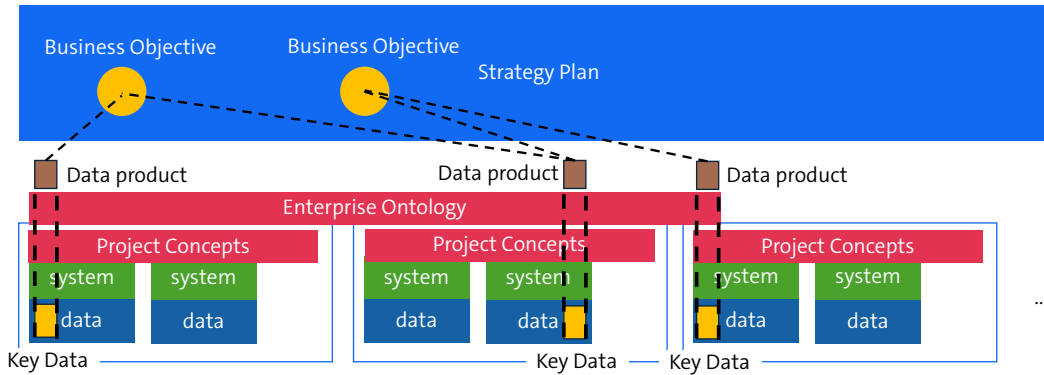 Business Objective
Business Objective
Strategy Plan
Data product
Data product
Data product
Enterprise Ontology
Project Concepts
Project Concepts
Project Concepts
system
system
system
system
system
system
data
data
data
data
data
data
..
Key Data
Key Data
Key Data